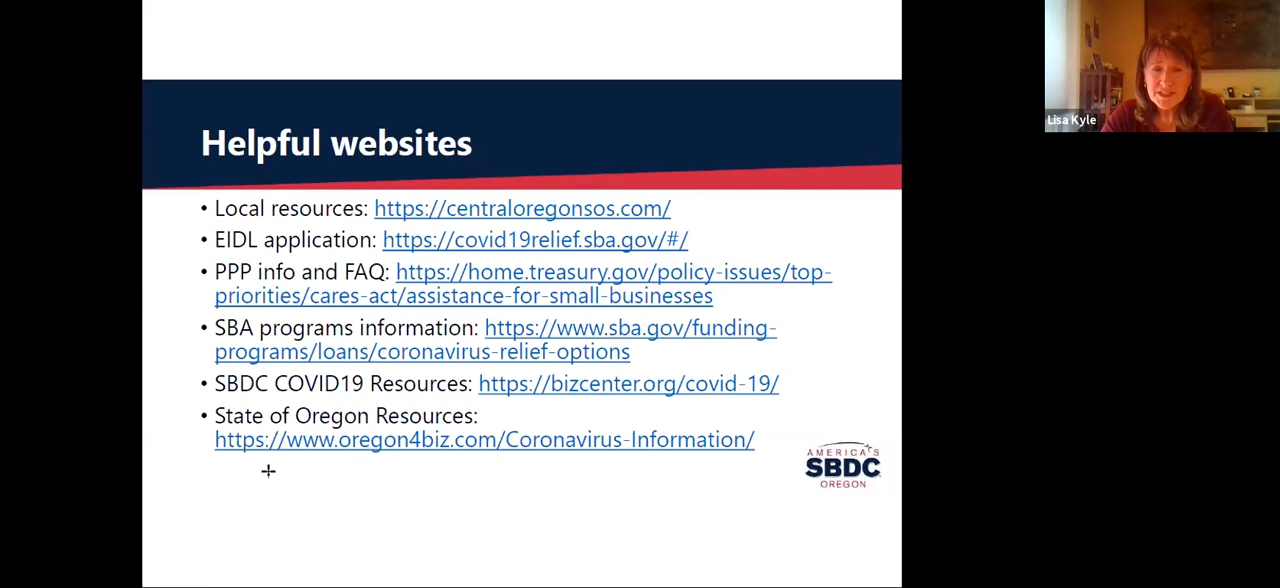 Helpful websites
• Local resources: https://centraloregonsos.com/
• EIDL application: https://covid19relief.sba.gov/#/
• PPP info and FAQ: https://home.treasury.gov/policy-issues/top-
priorities/cares-act/assistance-for-small-businesses
• SBA programs information: https://www.sba.gov/funding-
programs/loans/coronavirus-relief-options
• SBDC COVID19 Resources: https://bizcenter.org/covid-19/
• State of Oregon Resources:
https://www.oregon4biz.com/Coronavirus-Information/
AMERICA'S
SBDC
OREGON
Lisa Kyle